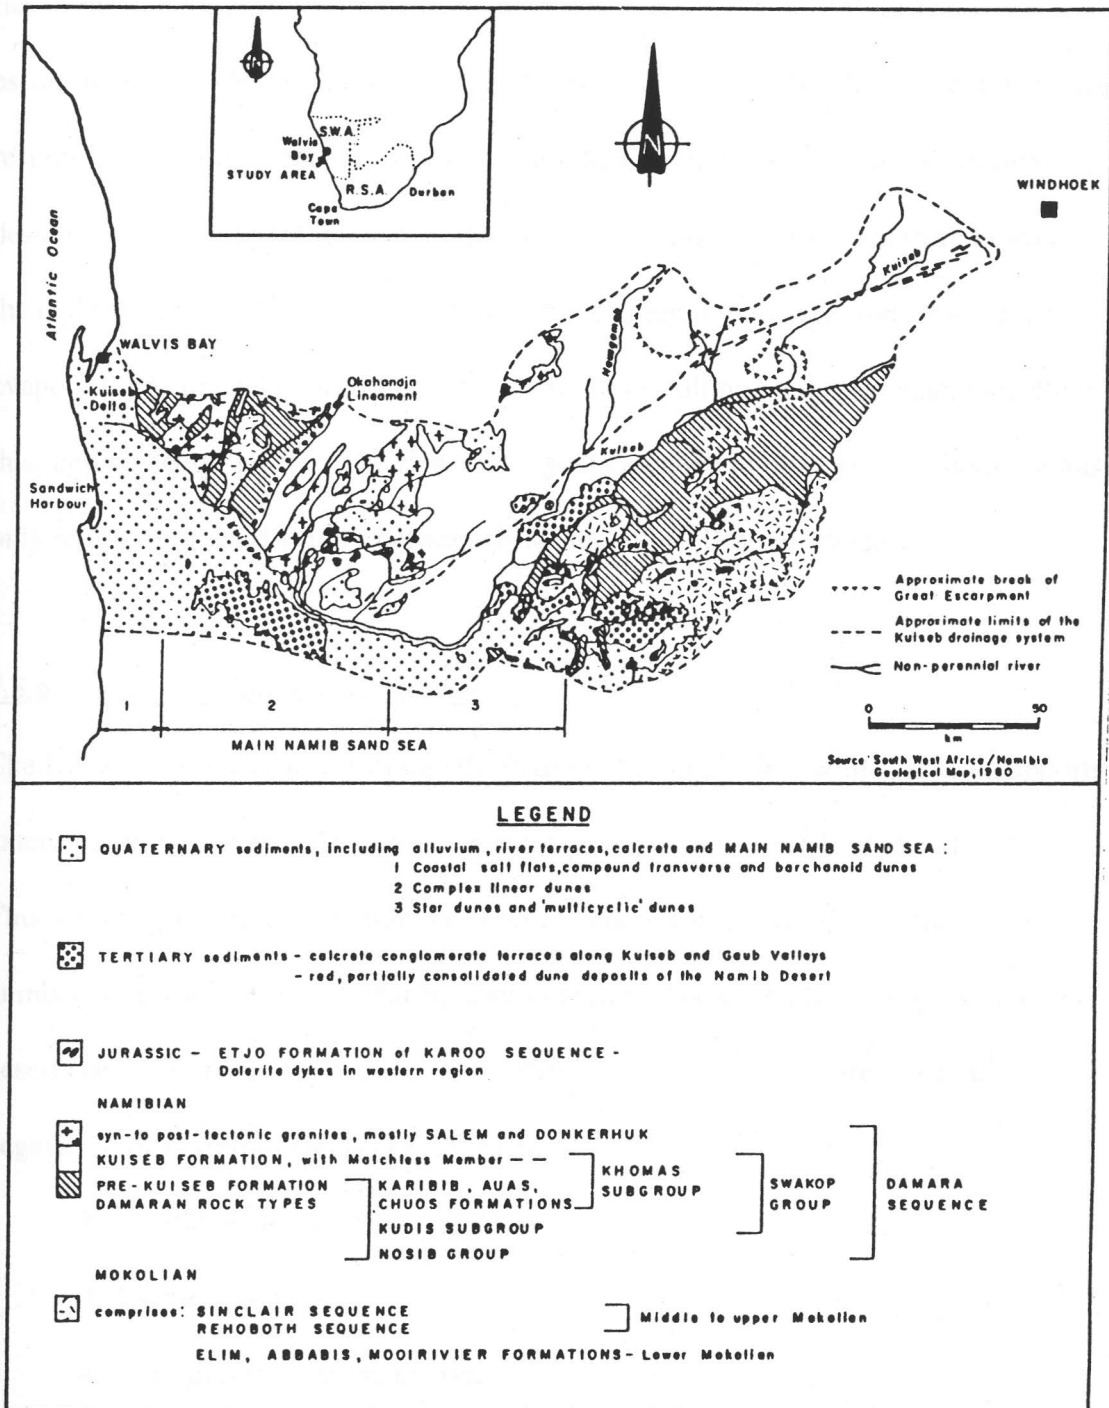 N
S.W.A.
Walvis
Bay
STUDY AREA
R.S.A.
Durban
Cape
Town
N
WINDHOEK
Atlantic Ocean
WALVIS BAY
Kuiseb
Delta
Okahandja
Lineament
Kuiseb
Kuiseb
Sandwich
Harbour
Kuiseb
Gaub
Approximate break of
Great Escarpment
Approximate limits of the
Kuiseb drainage system
Non-perennial river
0 50
km
1 2 3
MAIN NAMIB SAND SEA
Source: South West Africa/Namibia
Geological Map, 1980
LEGEND
QUATERNARY sediments, including alluvium, river terraces, calcrete and MAIN NAMIB SAND SEA:
1 Coastal salt flats, compound transverse and barchanoid dunes
2 Complex linear dunes
3 Star dunes and 'multicyclic' dunes
TERTIARY sediments - calcrete conglomerate terraces along Kuiseb and Gaub Valleys
- red, partially consolidated dune deposits of the Namib Desert
JURASSIC - ETJO FORMATION of KAROO SEQUENCE -
Dolerite dykes in western region
NAMIBIAN
syn-to post-tectonic granites, mostly SALEM and DONKERHUK
KUISEB FORMATION, with Matchless Member — —
PRE-KUISEB FORMATION
DAMARAN ROCK TYPES
KARIBIB, AUAS,
CHUOS FORMATIONS
KUDIS SUBGROUP
NOSIB GROUP
KHOMAS
SUBGROUP
SWAKOP
GROUP
DAMARA
SEQUENCE
MOKOLIAN
comprises: SINCLAIR SEQUENCE
REHOBOTH SEQUENCE
Middle to upper Mokolian
ELIM, ABBABIS, MOOIRIVIER FORMATIONS - Lower Mokolian